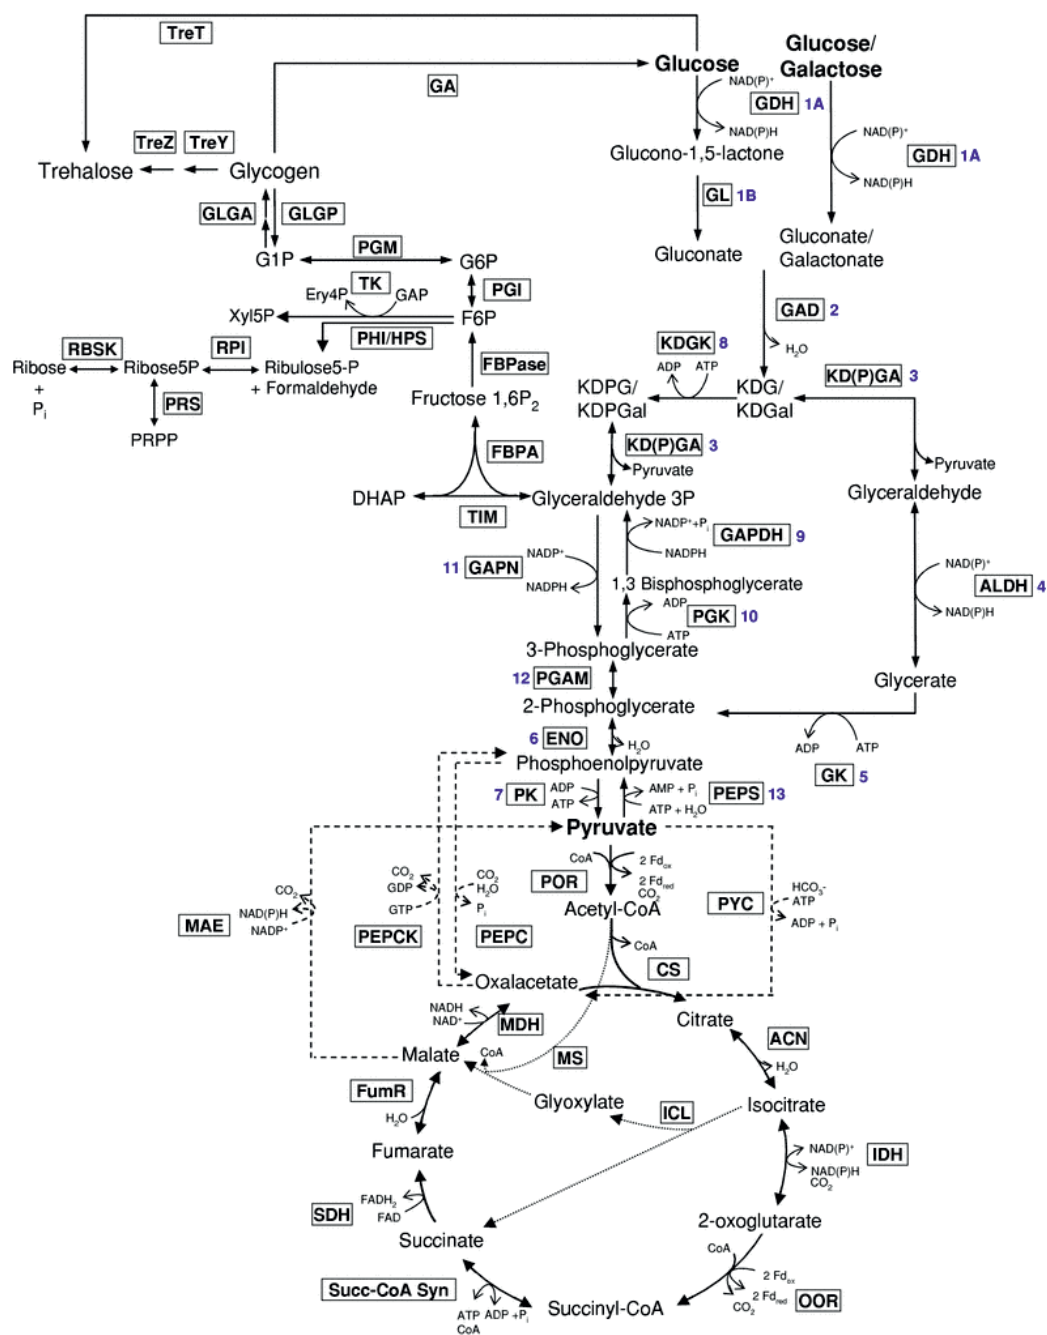 TreT
Glucose/
Galactose
Glucose
GA
NAD(P)⁺
GDH 1A
NAD(P)H
NAD(P)⁺
GDH 1A
NAD(P)H
TreZ TreY
Trehalose
Glycogen
Glucono-1,5-lactone
GL 1B
GLGA GLGP
Gluconate
Gluconate/
Galactonate
G1P
PGM
G6P
TK
Ery4P GAP
PGI
Xyl5P
F6P
PHI/HPS
GAD 2
H₂O
RBSK
RPI
Ribose
+
Pᵢ
Ribose5P
Ribulose5-P
+ Formaldehyde
PRS
PRPP
FBPase
Fructose 1,6P₂
KDGK 8
ADP ATP
KDPG/
KDPGal
KDG/
KDGal
KD(P)GA 3
KD(P)GA 3
Pyruvate
Pyruvate
FBPA
DHAP
TIM
Glyceraldehyde 3P
Glyceraldehyde
NADP⁺+Pᵢ
GAPDH 9
NADPH
NADP⁺
11 GAPN
NADPH
1,3 Bisphosphoglycerate
NAD(P)⁺
ALDH 4
NAD(P)H
ADP
PGK 10
ATP
3-Phosphoglycerate
12 PGAM
Glycerate
2-Phosphoglycerate
ADP ATP
GK 5
6 ENO
H₂O
Phosphoenolpyruvate
ADP
7 PK
ATP
AMP + Pᵢ
PEPS 13
ATP + H₂O
Pyruvate
CoA
2 Fdₒₓ
2 Fd_red
CO₂
POR
Acetyl-CoA
CO₂
NAD(P)H
NADP⁺
MAE
CO₂
GDP
GTP
PEPCK
CO₂
H₂O
Pᵢ
PEPC
PYC
HCO₃⁻
ATP
ADP + Pᵢ
CoA
CS
Oxalacetate
Citrate
NADH
NAD⁺
MDH
ACN
H₂O
Malate
CoA
MS
FumR
H₂O
Glyoxylate
ICL
Isocitrate
Fumarate
NAD(P)⁺
IDH
NAD(P)H
CO₂
FADH₂
SDH
FAD
Succinate
2-oxoglutarate
CoA
2 Fdₒₓ
2 Fd_red
CO₂
OOR
Succ-CoA Syn
ATP ADP +Pᵢ
CoA
Succinyl-CoA